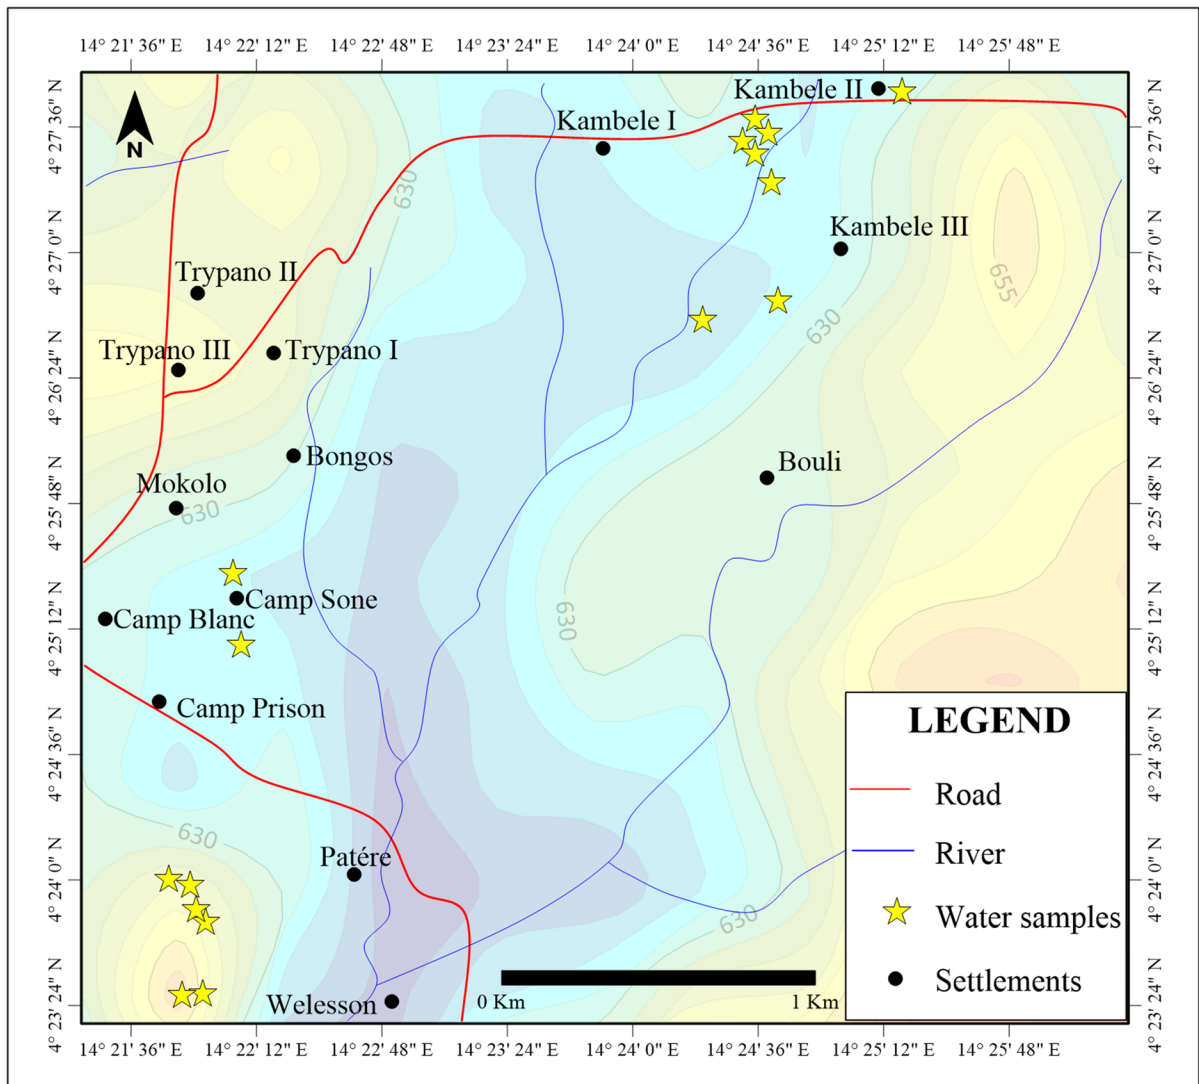 14° 21' 36" E 14° 22' 12" E 14° 22' 48" E 14° 23' 24" E 14° 24' 0" E 14° 24' 36" E 14° 25' 12" E 14° 25' 48" E
4° 27' 36" N
4° 27' 0" N
4° 26' 24" N
4° 25' 48" N
4° 25' 12" N
4° 24' 36" N
4° 24' 0" N
4° 23' 24" N
N
Kambele II
Kambele I
630
Kambele III
Trypano II
655
630
Trypano III
Trypano I
Bongos
Bouli
Mokolo
630
Camp Sone
Camp Blanc
630
Camp Prison
630
Patére
630
Welesson
0 Km
1 Km
LEGEND
Road
River
Water samples
Settlements
4° 27' 36" N
4° 27' 0" N
4° 26' 24" N
4° 25' 48" N
4° 25' 12" N
4° 24' 36" N
4° 24' 0" N
4° 23' 24" N
14° 21' 36" E 14° 22' 12" E 14° 22' 48" E 14° 23' 24" E 14° 24' 0" E 14° 24' 36" E 14° 25' 12" E 14° 25' 48" E